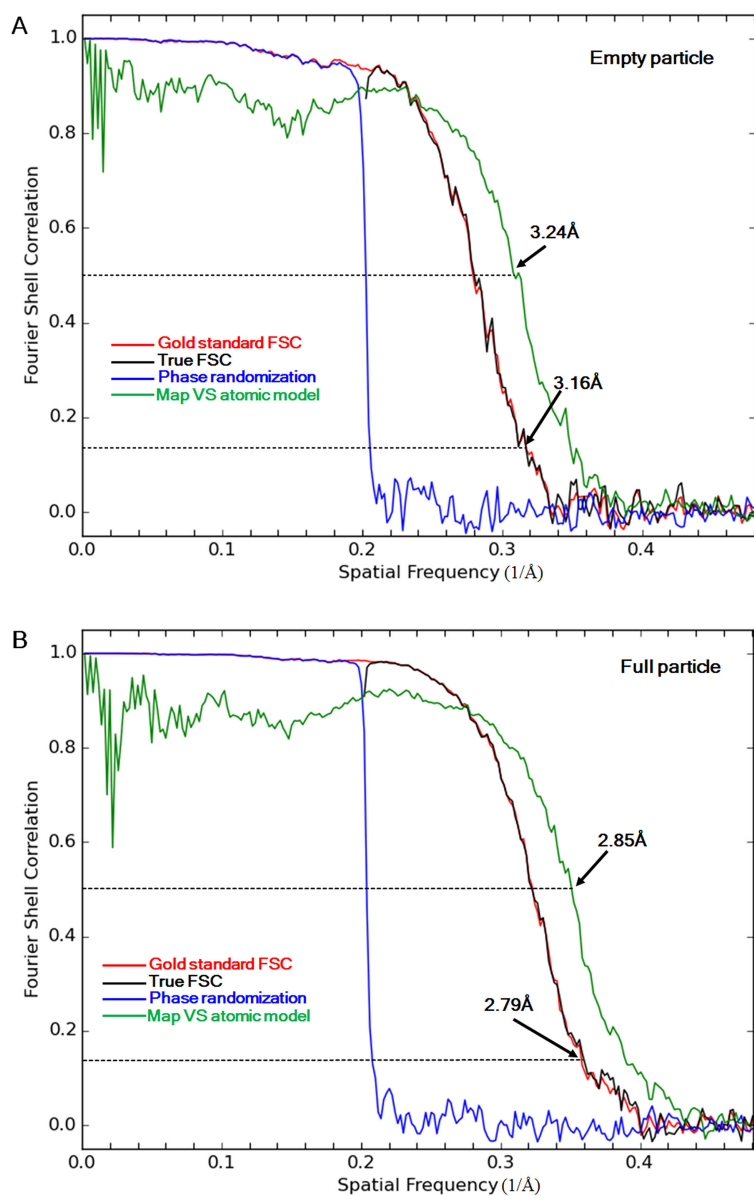 A
Empty particle
1.0
0.8
0.6
0.4
0.2
0.0
Fourier Shell Correlation
3.24Å
3.16Å
Gold standard FSC
True FSC
Phase randomization
Map VS atomic model
0.0 0.1 0.2 0.3 0.4
Spatial Frequency (1/Å)
B
Full particle
1.0
0.8
0.6
0.4
0.2
0.0
Fourier Shell Correlation
2.85Å
2.79Å
Gold standard FSC
True FSC
Phase randomization
Map VS atomic model
0.0 0.1 0.2 0.3 0.4
Spatial Frequency (1/Å)